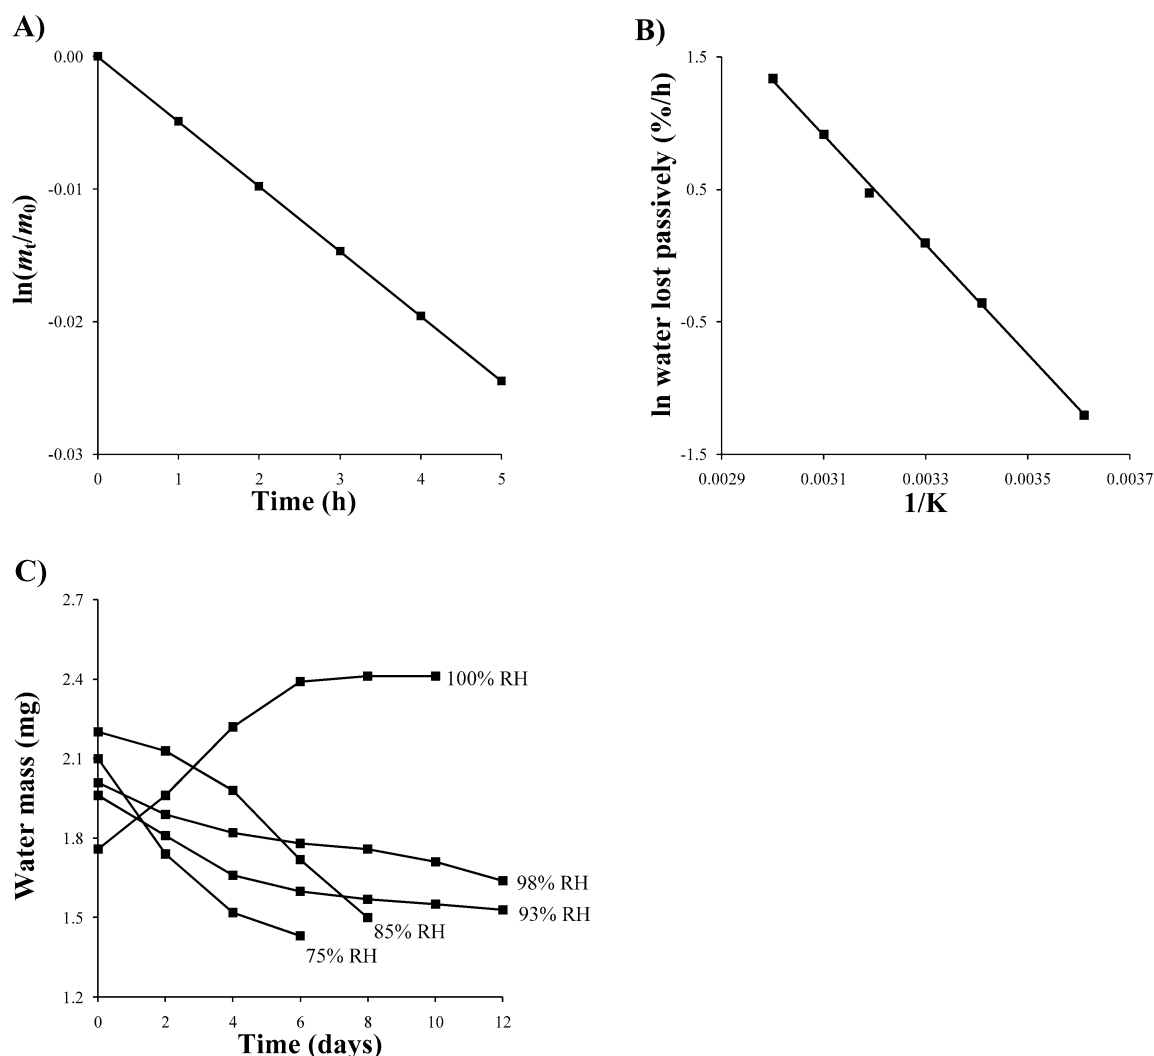 A)
0.00
-0.01
-0.02
-0.03
ln(mt/m0)
0 1 2 3 4 5
Time (h)
B)
1.5
0.5
-0.5
-1.5
ln water lost passively (%/h)
0.0029 0.0031 0.0033 0.0035 0.0037
1/K
C)
2.7
2.4
2.1
1.8
1.5
1.2
Water mass (mg)
100% RH
98% RH
93% RH
85% RH
75% RH
0 2 4 6 8 10 12
Time (days)